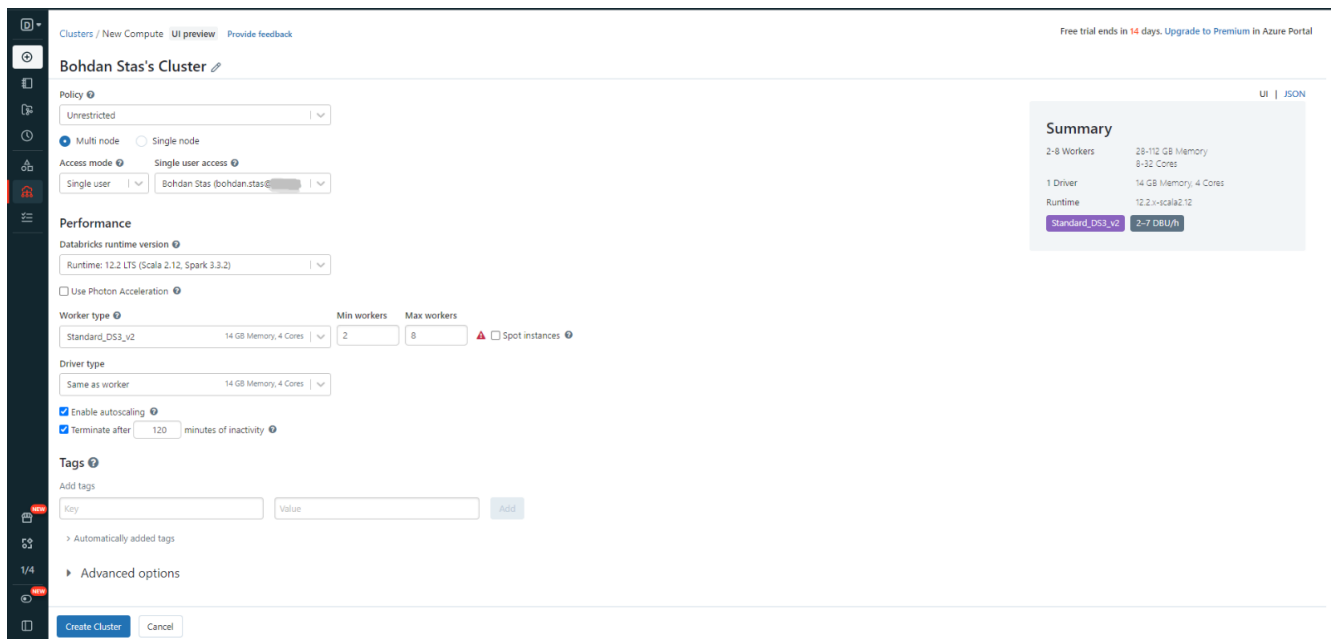 D
Clusters / New Compute UI preview Provide feedback
Free trial ends in 14 days. Upgrade to Premium in Azure Portal
Bohdan Stas's Cluster
UI | JSON
Policy
Unrestricted
Multi node Single node
Access mode Single user access
Single user Bohdan Stas (bohdan.stas@
Summary
2-8 Workers 28-112 GB Memory
8-32 Cores
1 Driver 14 GB Memory, 4 Cores
Runtime 12.2.x-scala2.12
Standard_DS3_v2 2–7 DBU/h
Performance
Databricks runtime version
Runtime: 12.2 LTS (Scala 2.12, Spark 3.3.2)
Use Photon Acceleration
Worker type Min workers Max workers
Standard_DS3_v2 14 GB Memory, 4 Cores 2 8 Spot instances
Driver type
Same as worker 14 GB Memory, 4 Cores
Enable autoscaling
Terminate after 120 minutes of inactivity
Tags
Add tags
Key Value Add
> Automatically added tags
Advanced options
NEW
1/4
NEW
Create Cluster Cancel